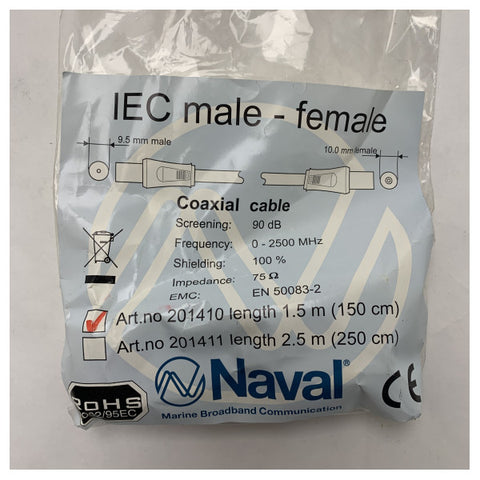 IEC male - female
9.5 mm male
10.0 mm female
Coaxial cable
Screening: 90 dB
Frequency: 0 - 2500 MHz
Shielding: 100 %
Impedance: 75 Ω
EMC: EN 50083-2
Art.no 201410 length 1.5 m (150 cm)
Art.no 201411 length 2.5 m (250 cm)
Naval®
Marine Broadband Communication
CE
RoHS
/95EC